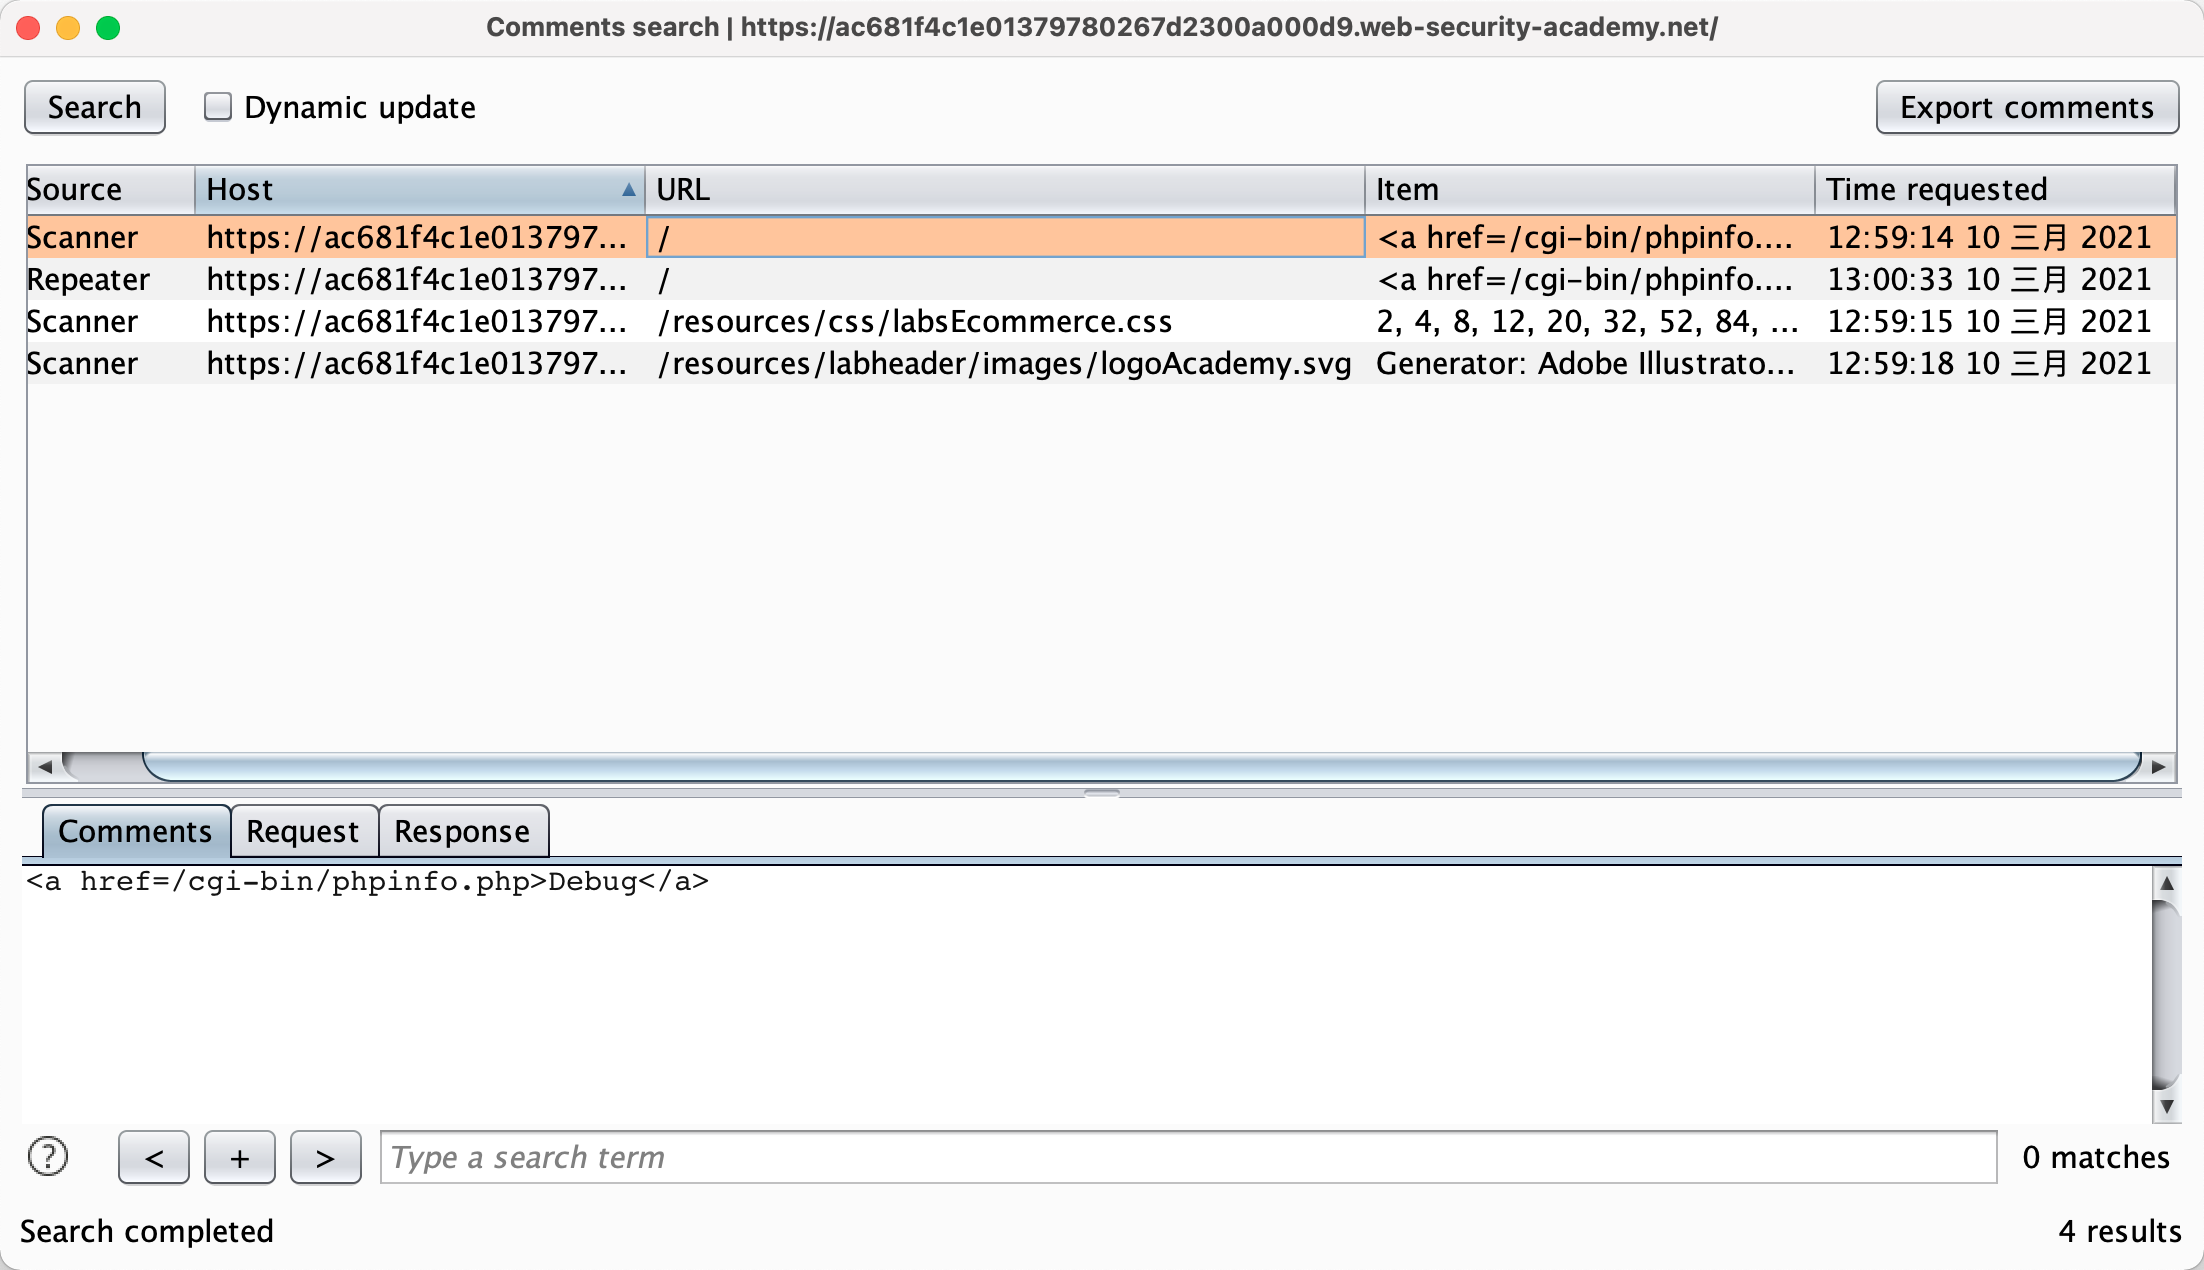 Comments search | https://ac681f4c1e01379780267d2300a000d9.web-security-academy.net/
Search Dynamic update Export comments
Source Host URL Item Time requested
Scanner https://ac681f4c1e013797... / <a href=/cgi-bin/phpinfo.... 12:59:14 10 三月 2021
Repeater https://ac681f4c1e013797... / <a href=/cgi-bin/phpinfo.... 13:00:33 10 三月 2021
Scanner https://ac681f4c1e013797... /resources/css/labsEcommerce.css 2, 4, 8, 12, 20, 32, 52, 84, ... 12:59:15 10 三月 2021
Scanner https://ac681f4c1e013797... /resources/labheader/images/logoAcademy.svg Generator: Adobe Illustrato... 12:59:18 10 三月 2021
Comments Request Response
<a href=/cgi-bin/phpinfo.php>Debug</a>
? < + > Type a search term 0 matches
Search completed 4 results